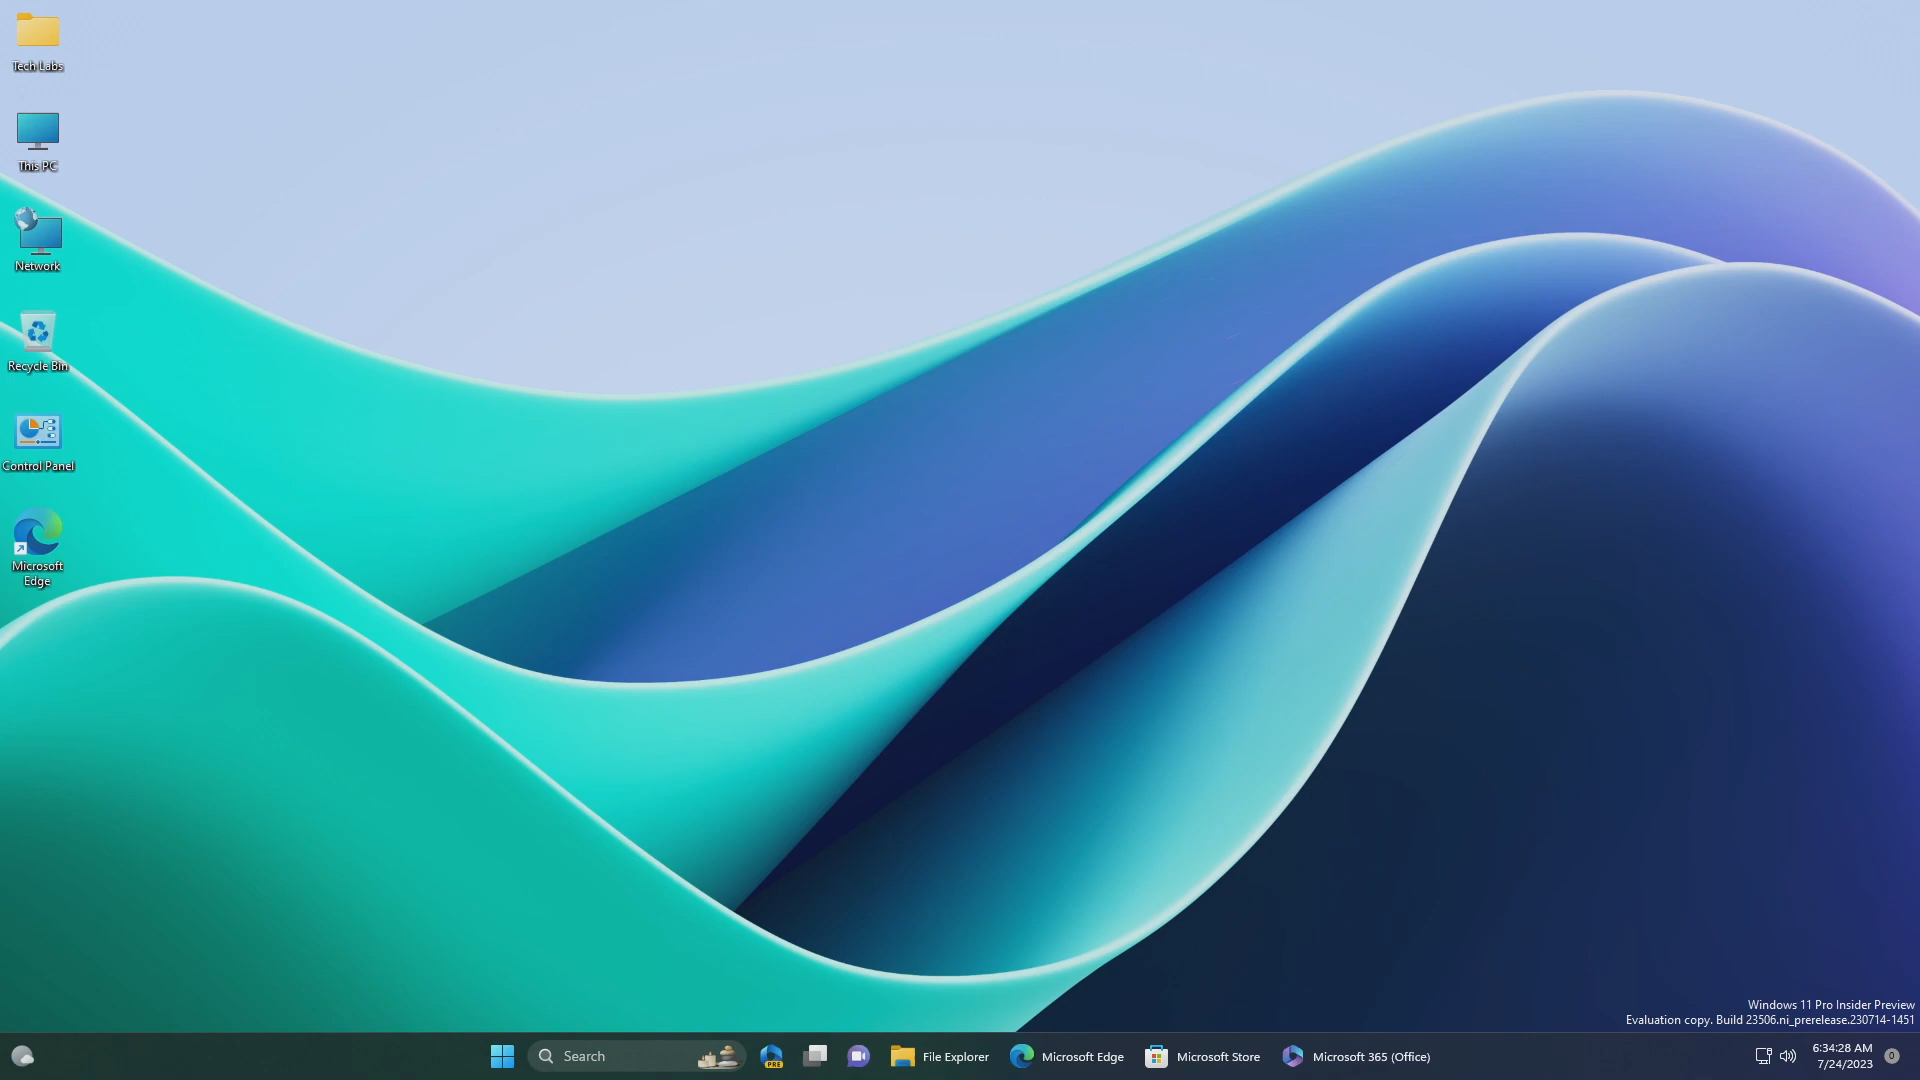 Tech Labs
This PC
Network
Recycle Bin
Control Panel
Microsoft
Edge
Windows 11 Pro Insider Preview
Evaluation copy. Build 23506.ni_prerelease.230714-1451
Search
PRE
File Explorer
Microsoft Edge
Microsoft Store
Microsoft 365 (Office)
6:34:28 AM
7/24/2023
0